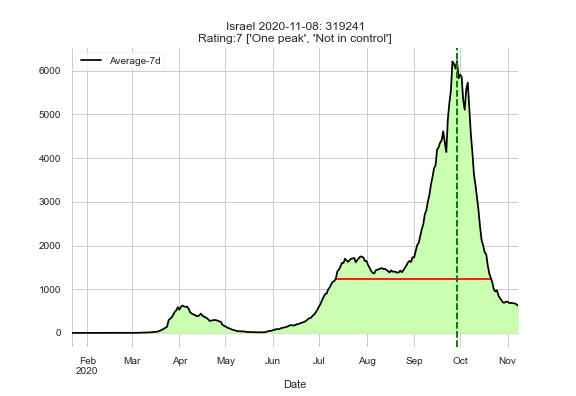 Israel 2020-11-08: 319241
Rating:7 ['One peak', 'Not in control']
Average-7d
6000
5000
4000
3000
2000
1000
0
Feb Mar Apr May Jun Jul Aug Sep Oct Nov
2020
Date